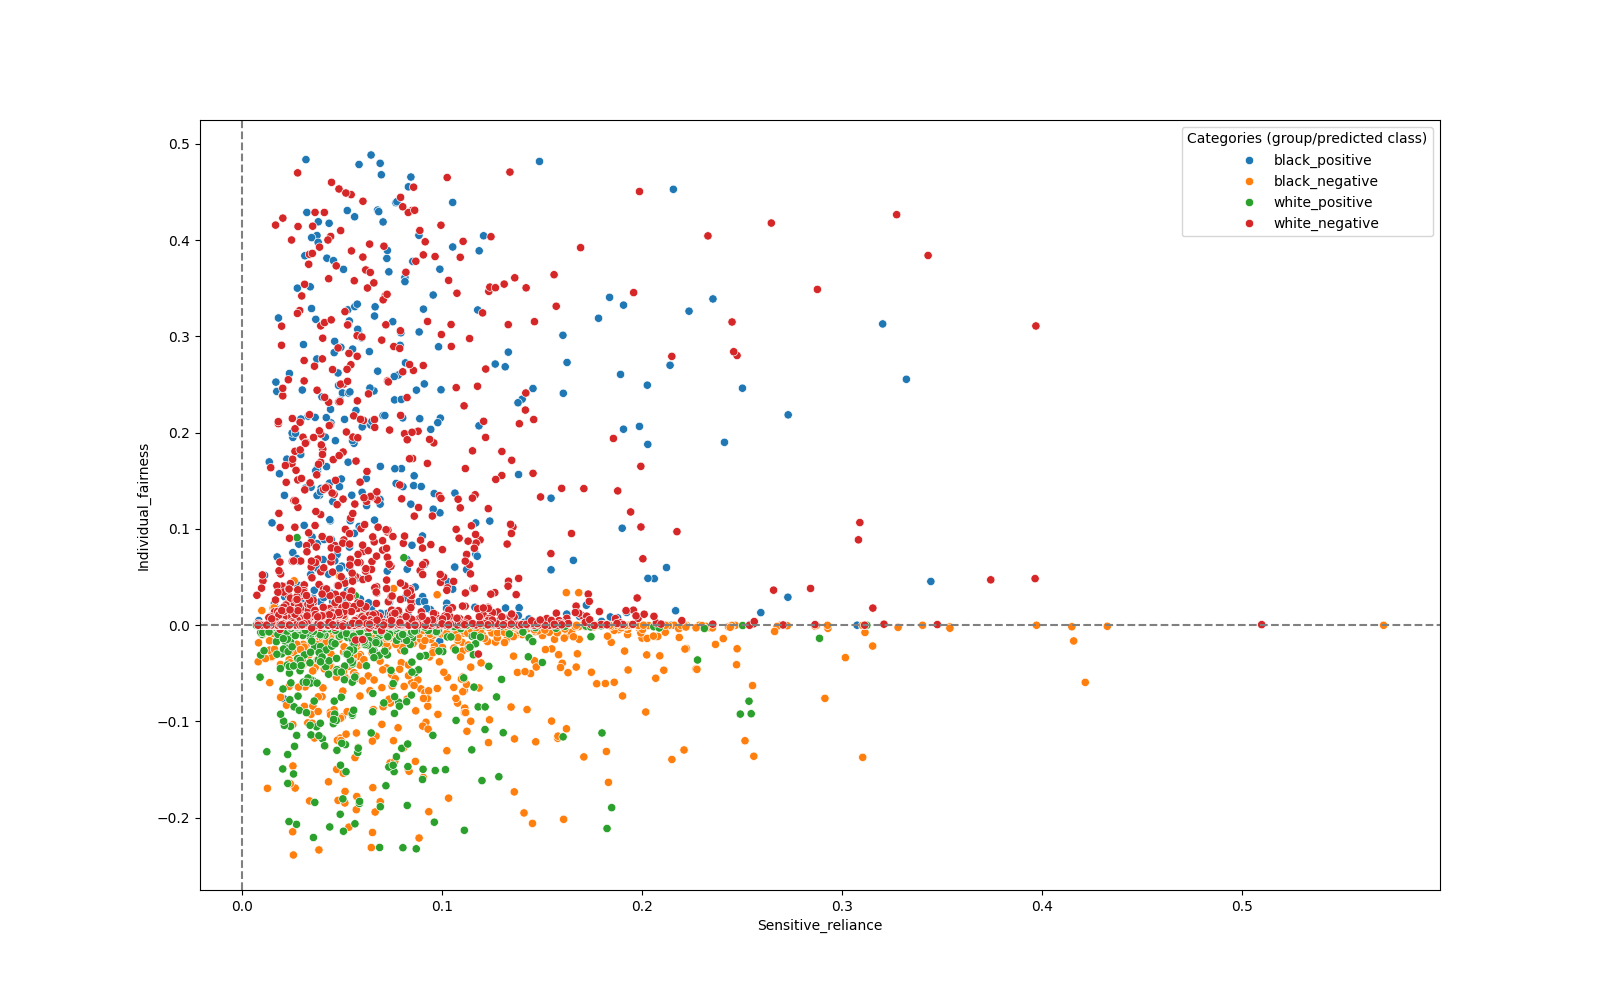 Categories (group/predicted class)
black_positive
black_negative
white_positive
white_negative
0.5
0.4
0.3
0.2
0.1
0.0
−0.1
−0.2
Individual_fairness
0.0
0.1
0.2
0.3
0.4
0.5
Sensitive_reliance